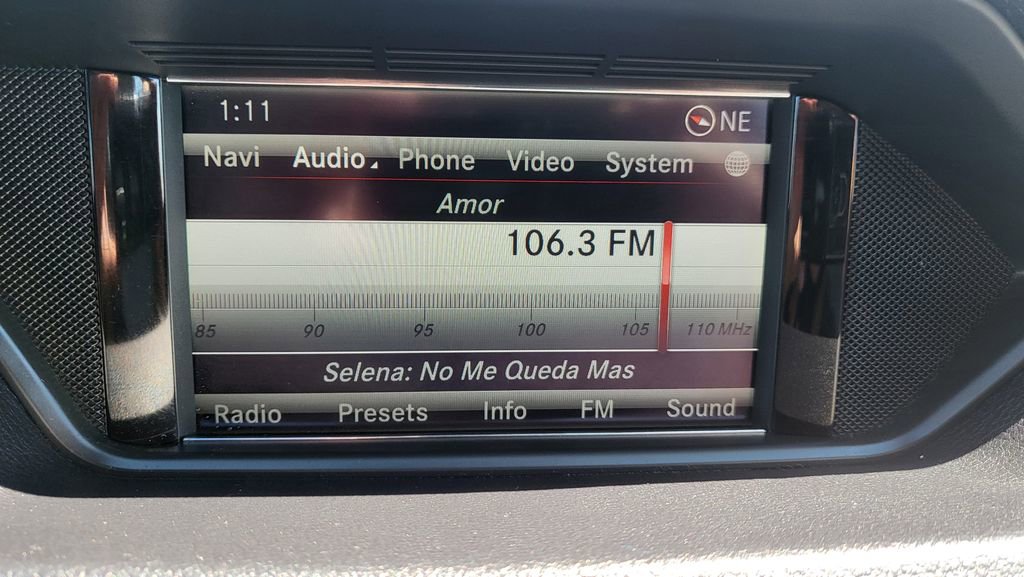 1:11 NE
Navi Audio Phone Video System
Amor
106.3 FM
85 90 95 100 105 110 MHz
Selena: No Me Queda Mas
Radio Presets Info FM Sound